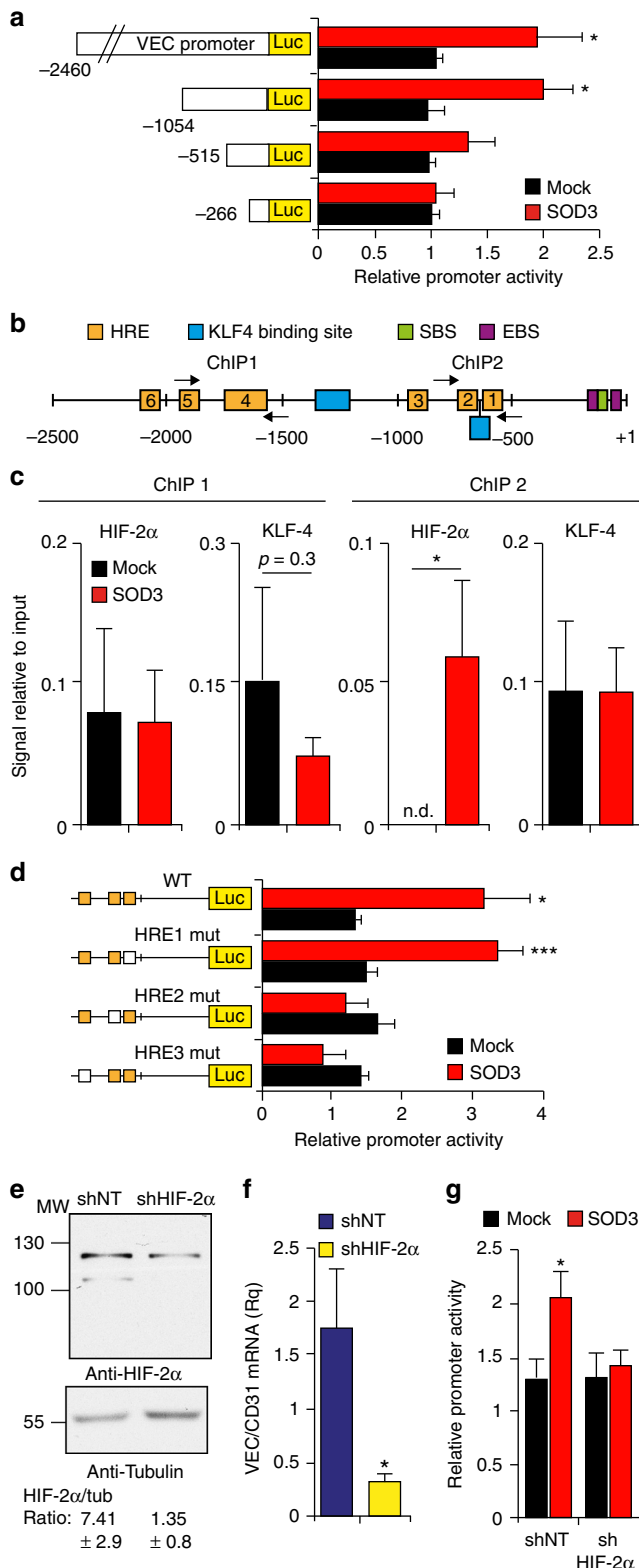 a
VEC promoter
Luc
–2460
*
Luc
–1054
*
–515
Luc
–266
Luc
Mock
SOD3
0 0.5 1 1.5 2 2.5
Relative promoter activity
b
HRE KLF4 binding site SBS EBS
ChIP1 ChIP2
6 5 4 3 2 1
–2500 –2000 –1500 –1000 –500 +1
c
ChIP 1 ChIP 2
HIF-2α KLF-4 HIF-2α KLF-4
0.2 0.3 0.1 0.2
Mock
SOD3
p = 0.3
*
Signal relative to input
0.1 0.15 0.05 0.1
n.d.
0 0 0 0
d
WT
Luc
*
HRE1 mut
Luc
***
HRE2 mut
Luc
HRE3 mut
Luc
Mock
SOD3
0 1 2 3 4
Relative promoter activity
e
MW shNT shHIF-2α
130
100
Anti-HIF-2α
55
Anti-Tubulin
HIF-2α/tub
Ratio: 7.41 1.35
± 2.9 ± 0.8
f
shNT
shHIF-2α
VEC/CD31 mRNA (Rq)
2.5
2
1.5
1
0.5
0
*
g
Mock SOD3
Relative promoter activity
2.5
2
1.5
1
0.5
0
*
shNT sh
HIF-2α